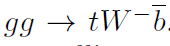 gg → tW⁻b̅.